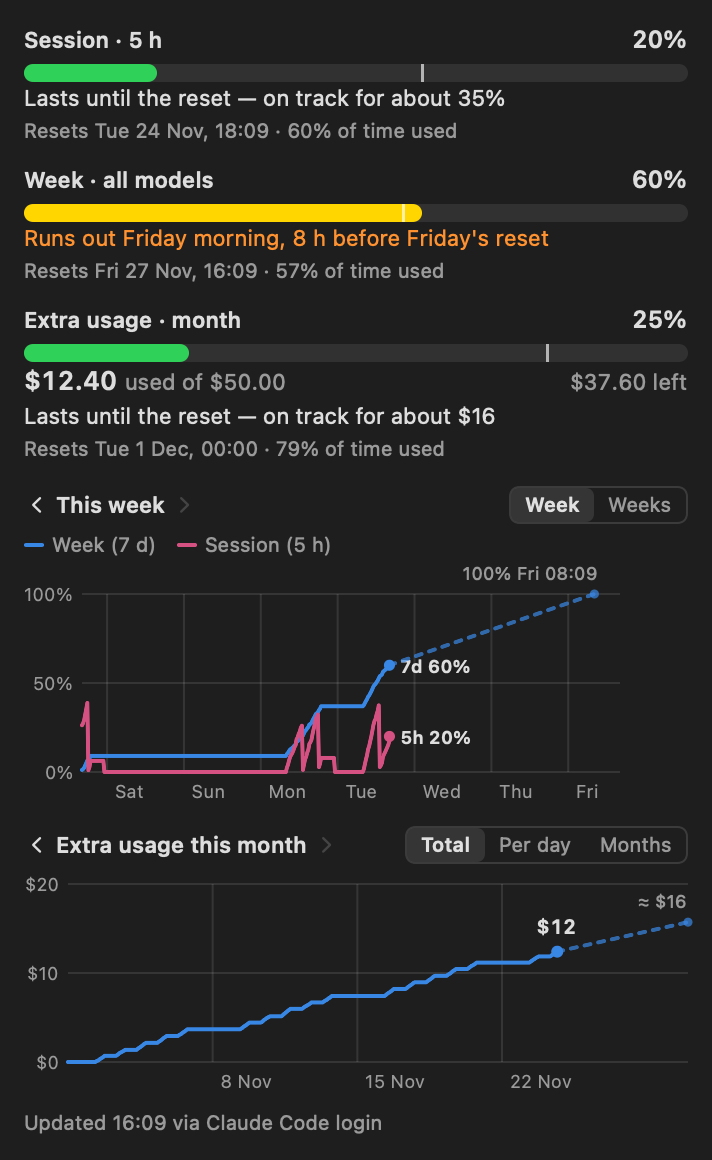 Session · 5 h 20%
Lasts until the reset — on track for about 35%
Resets Tue 24 Nov, 18:09 · 60% of time used
Week · all models 60%
Runs out Friday morning, 8 h before Friday's reset
Resets Fri 27 Nov, 16:09 · 57% of time used
Extra usage · month 25%
$12.40 used of $50.00 $37.60 left
Lasts until the reset — on track for about $16
Resets Tue 1 Dec, 00:00 · 79% of time used
This week Week Weeks
Week (7 d) Session (5 h)
100% Fri 08:09
100%
7d 60%
50%
5h 20%
0%
Sat Sun Mon Tue Wed Thu Fri
Extra usage this month Total Per day Months
$20
≈ $16
$12
$10
$0
8 Nov 15 Nov 22 Nov
Updated 16:09 via Claude Code login